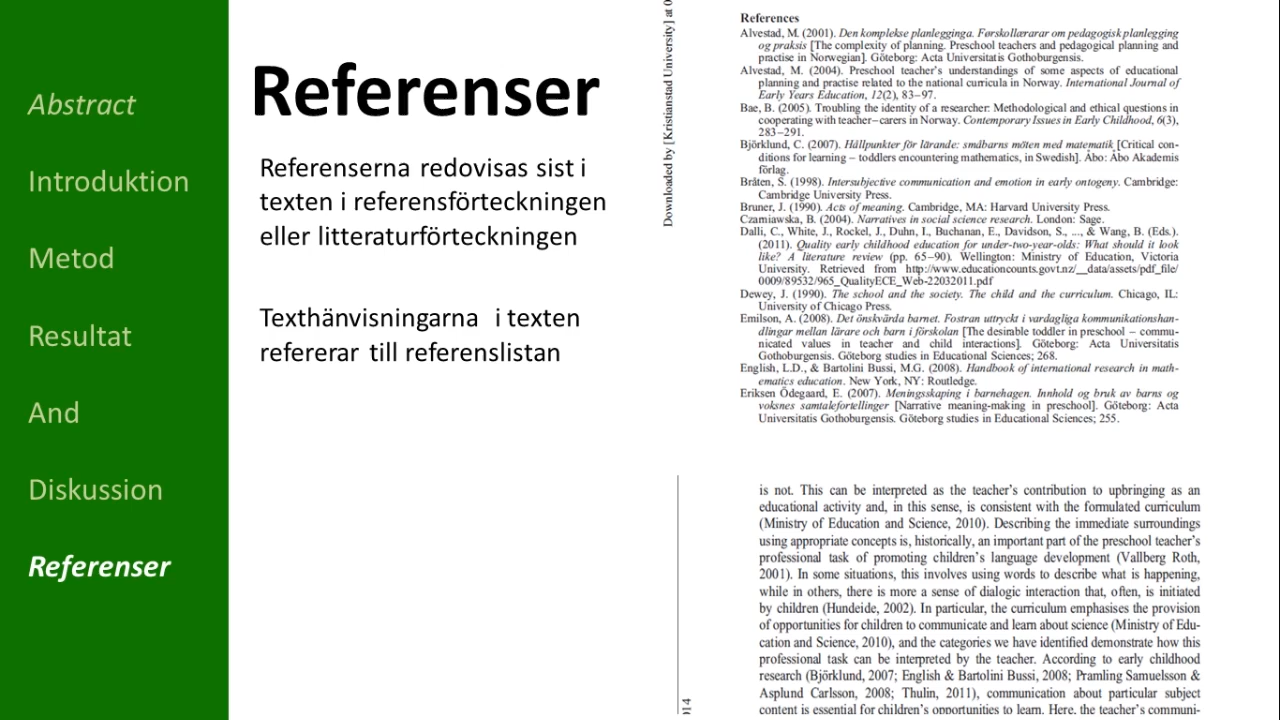 Abstract
Introduktion
Metod
Resultat
And
Diskussion
Referenser
Referenser
Referenserna redovisas sist i
texten i referensförteckningen
eller litteraturförteckningen
Texthänvisningarna i texten
refererar till referenslistan
Downloaded by [Kristianstad University] at 0
References
Alvestad, M. (2001). Den komplekse planlegginga. Førskollærarar om pedagogisk planlegging
og praksis [The complexity of planning. Preschool teachers and pedagogical planning and
practise in Norwegian]. Göteborg: Acta Universitatis Gothoburgensis.
Alvestad, M. (2004). Preschool teacher's understandings of some aspects of educational
planning and practise related to the national curricula in Norway. International Journal of
Early Years Education, 12(2), 83–97.
Bae, B. (2005). Troubling the identity of a researcher: Methodological and ethical questions in
cooperating with teacher–carers in Norway. Contemporary Issues in Early Childhood, 6(3),
283–291.
Björklund, C. (2007). Hållpunkter för lärande: småbarns möten med matematik [Critical con-
ditions for learning – toddlers encountering mathematics, in Swedish]. Åbo: Åbo Akademis
förlag.
Bråten, S. (1998). Intersubjective communication and emotion in early ontogeny. Cambridge:
Cambridge University Press.
Bruner, J. (1990). Acts of meaning. Cambridge, MA: Harvard University Press.
Czarniawska, B. (2004). Narratives in social science research. London: Sage.
Dalli, C., White, J., Rockel, J., Duhn, I., Buchanan, E., Davidson, S., ..., & Wang, B. (Eds.).
(2011). Quality early childhood education for under-two-year-olds: What should it look
like? A literature review (pp. 65–90). Wellington: Ministry of Education, Victoria
University. Retrieved from http://www.educationcounts.govt.nz/__data/assets/pdf_file/
0009/89532/965_QualityECE_Web-22032011.pdf
Dewey, J. (1990). The school and the society. The child and the curriculum. Chicago, IL:
University of Chicago Press.
Emilson, A. (2008). Det önskvärda barnet. Fostran uttryckt i vardagliga kommunikationshan-
dlingar mellan lärare och barn i förskolan [The desirable toddler in preschool – commu-
nicated values in teacher and child interactions]. Göteborg: Acta Universitatis
Gothoburgensis. Göteborg studies in Educational Sciences; 268.
English, L.D., & Bartolini Bussi, M.G. (2008). Handbook of international research in math-
ematics education. New York, NY: Routledge.
Eriksen Ödegaard, E. (2007). Meningsskaping i barnehagen. Innhold og bruk av barns og
voksnes samtalefortellinger [Narrative meaning-making in preschool]. Göteborg: Acta
Universitatis Gothoburgensis. Göteborg studies in Educational Sciences; 255.
is not. This can be interpreted as the teacher's contribution to upbringing as an
educational activity and, in this sense, is consistent with the formulated curriculum
(Ministry of Education and Science, 2010). Describing the immediate surroundings
using appropriate concepts is, historically, an important part of the preschool teacher's
professional task of promoting children's language development (Vallberg Roth,
2001). In some situations, this involves using words to describe what is happening,
while in others, there is more a sense of dialogic interaction that, often, is initiated
by children (Hundeide, 2002). In particular, the curriculum emphasises the provision
of opportunities for children to communicate and learn about science (Ministry of Edu-
cation and Science, 2010), and the categories we have identified demonstrate how this
professional task can be interpreted by the teacher. According to early childhood
research (Björklund, 2007; English & Bartolini Bussi, 2008; Pramling Samuelsson &
Asplund Carlsson, 2008; Thulin, 2011), communication about particular subject
content is essential for children's opportunities to learn. Here, the teacher's communi-
014